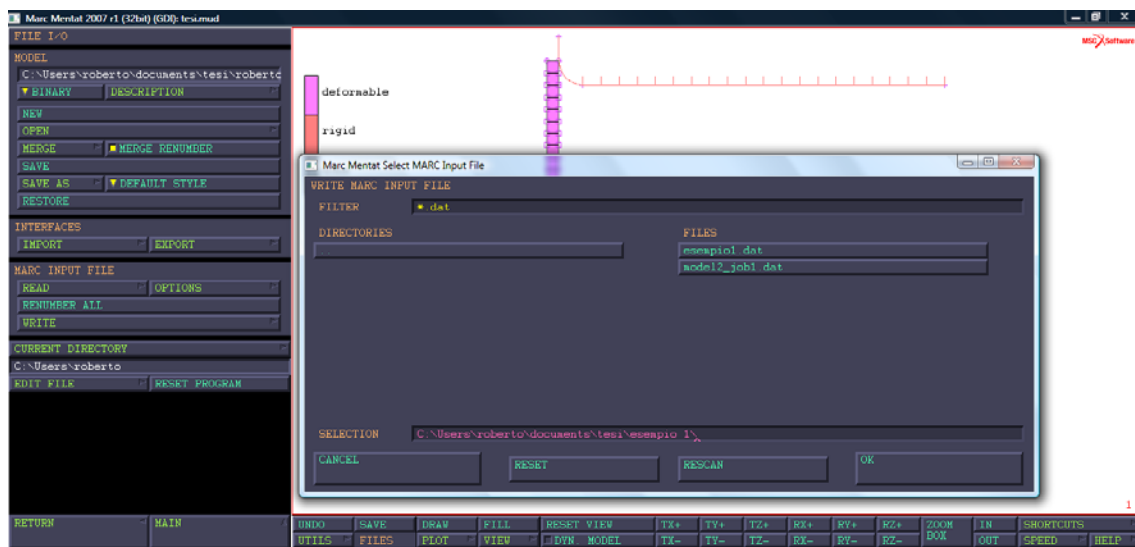 Marc Mentat 2007 r1 (32bit) (GDI): tesi.mud
FILE I/O
MODEL
C:\Users\roberto\documents\tesi\roberto
BINARY DESCRIPTION
NEW
OPEN
MERGE MERGE RENUMBER
SAVE
SAVE AS DEFAULT STYLE
RESTORE
INTERFACES
IMPORT EXPORT
MARC INPUT FILE
READ OPTIONS
RENUMBER ALL
WRITE
CURRENT DIRECTORY
C:\Users\roberto
EDIT FILE RESET PROGRAM
RETURN MAIN
MSC Software
deformable
rigid
Marc Mentat Select MARC Input File
WRITE MARC INPUT FILE
FILTER *.dat
DIRECTORIES FILES
.. esempio1.dat
model2_job1.dat
SELECTION C:\Users\roberto\documents\tesi\esempio 1\
CANCEL RESET RESCAN OK
1
UNDO SAVE DRAW FILL RESET VIEW TX+ TY+ TZ+ RX+ RY+ RZ+ ZOOM BOX IN SHORTCUTS
UTILS FILES PLOT VIEW DYN. MODEL TX- TY- TZ- RX- RY- RZ- OUT SPEED HELP